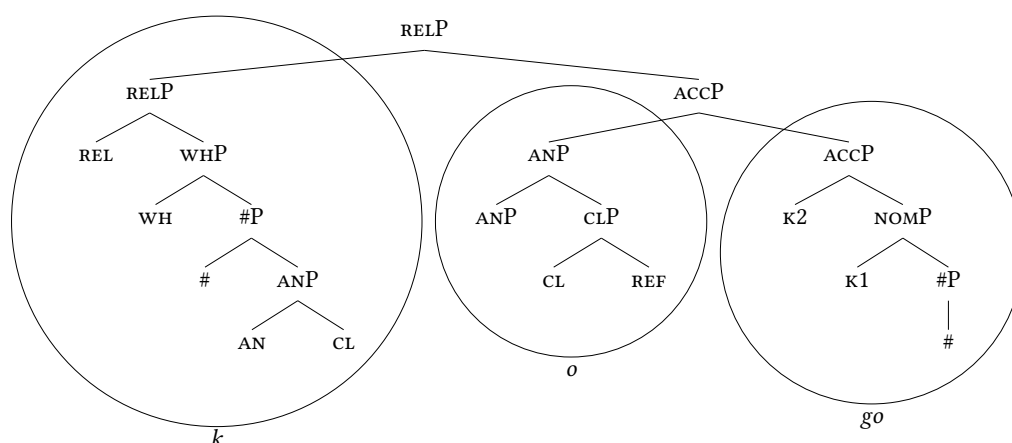 RELP
RELP ACCP
REL WHP ANP ACCP
WH #P ANP CLP K2 NOMP
# ANP CL REF K1 #P
AN CL #
o
go
k